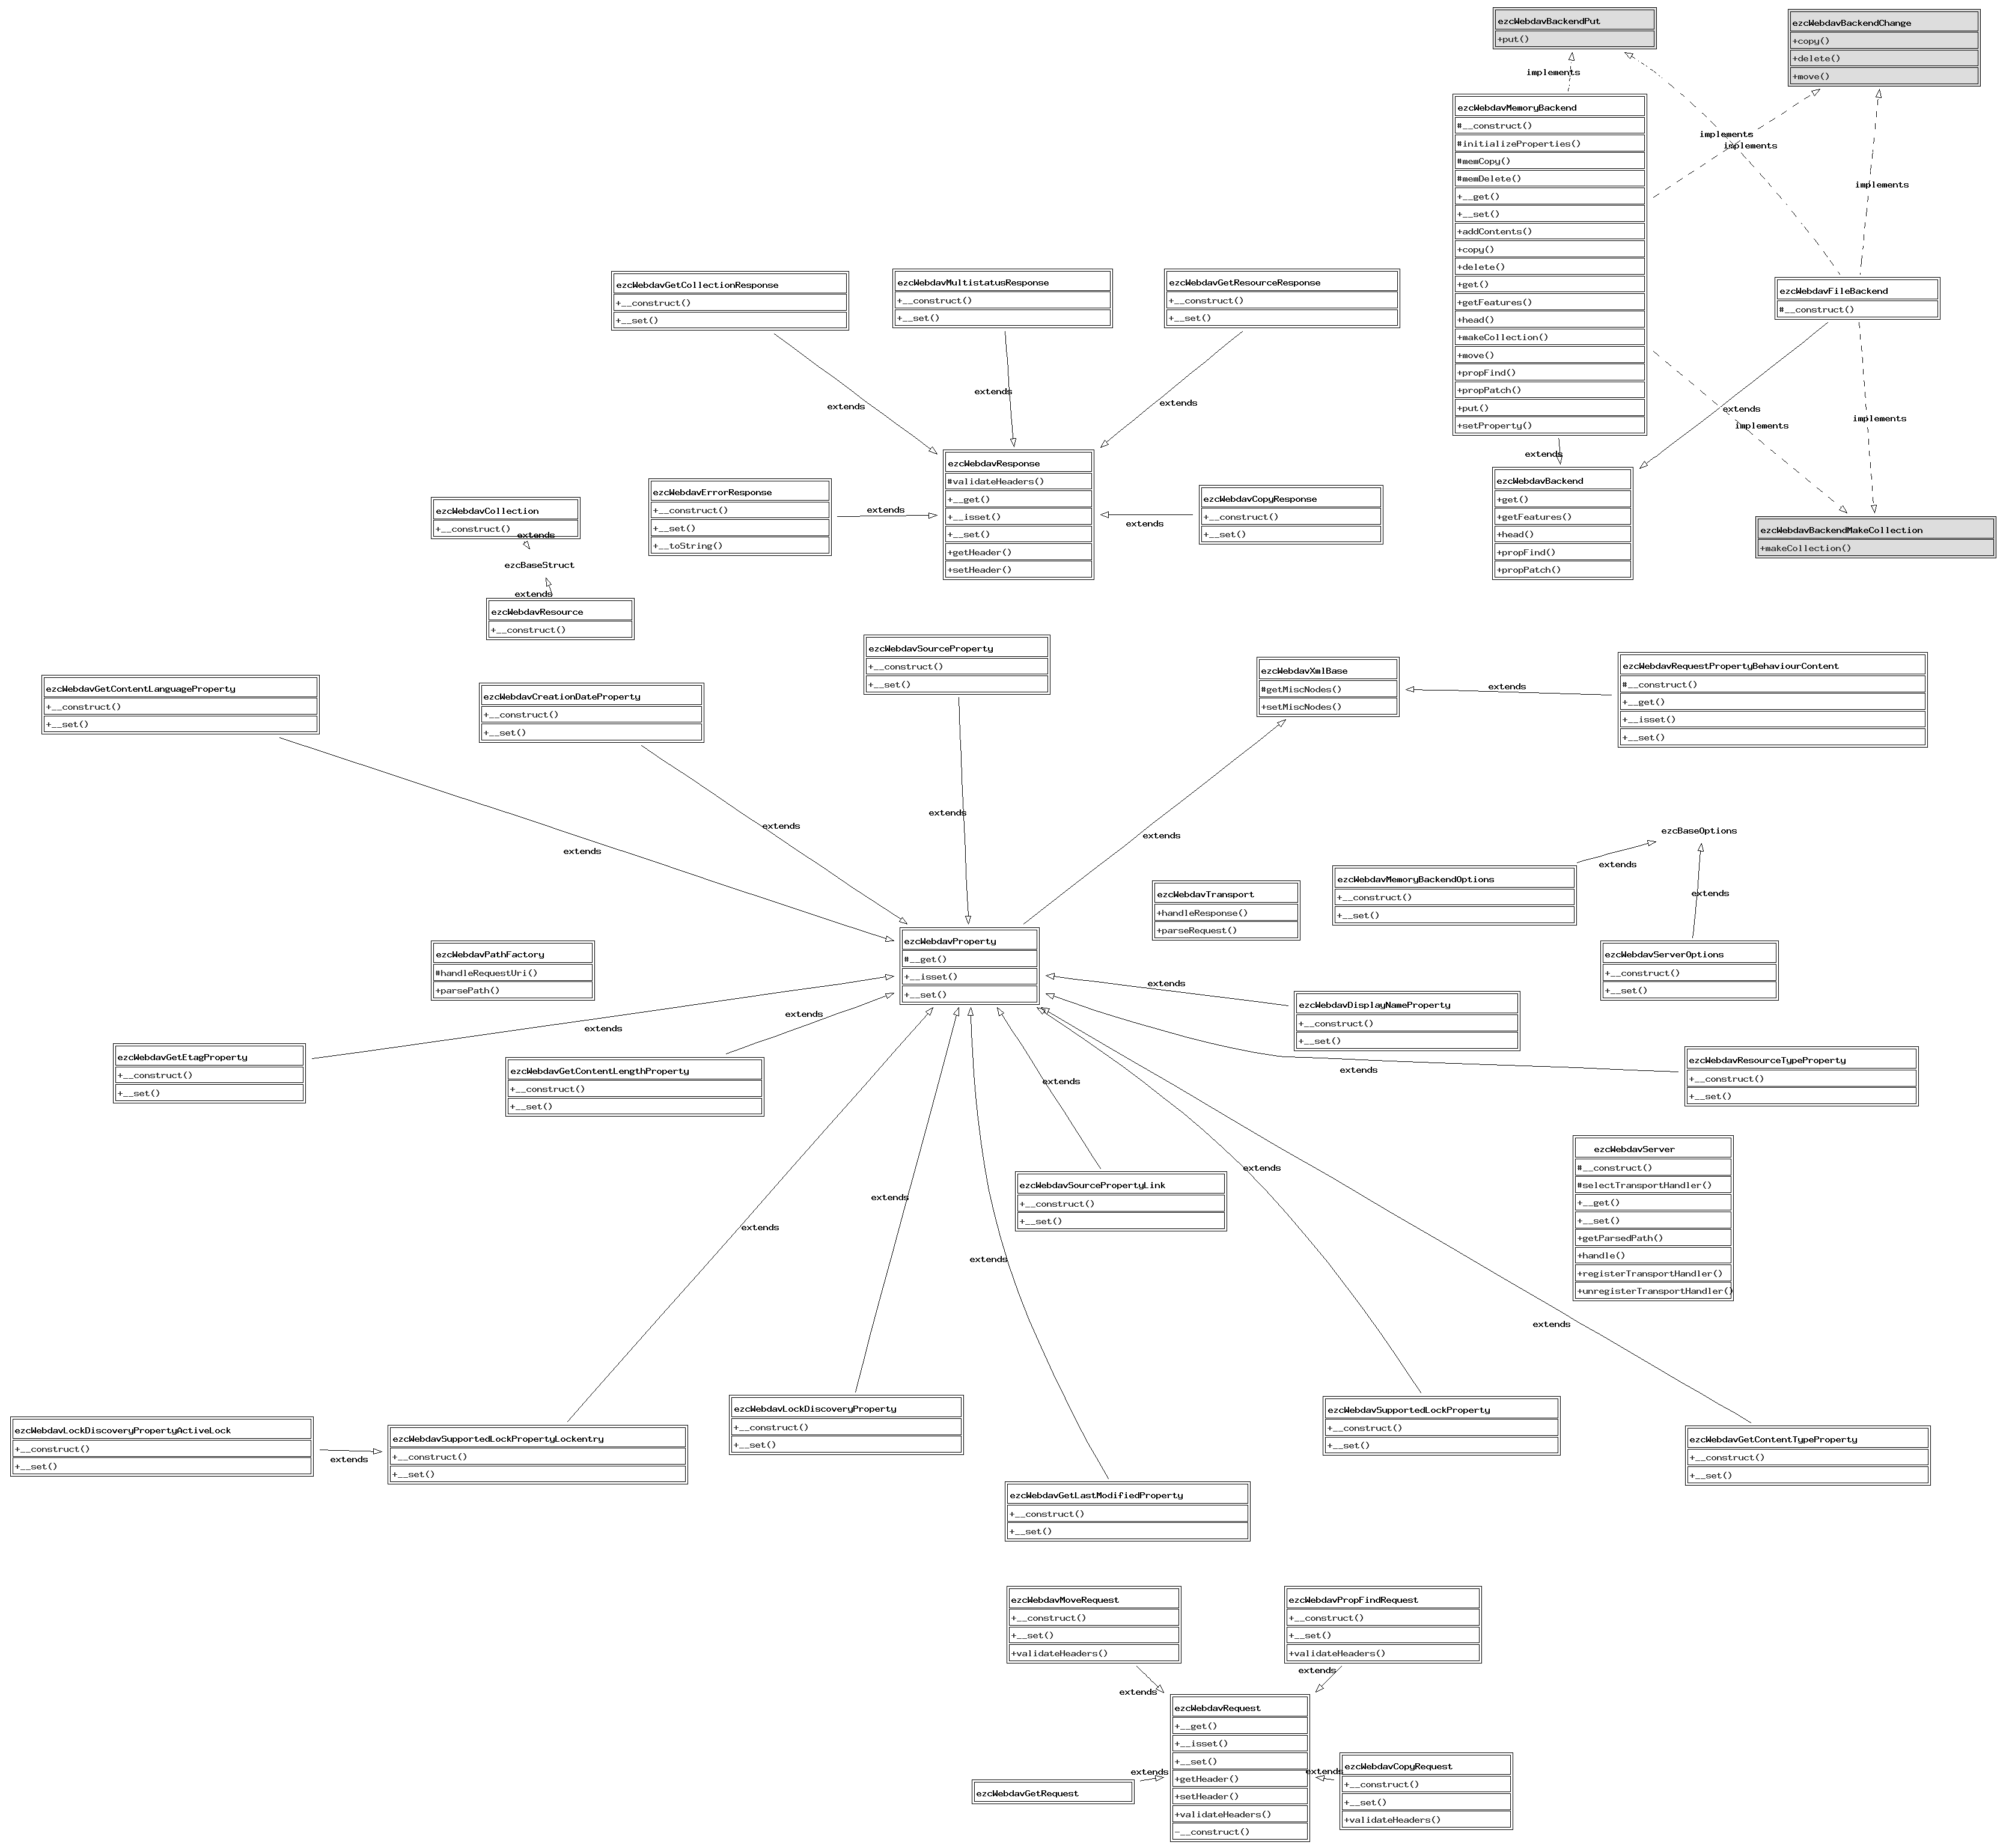 ezcWebdavBackendPut
+put()
ezcWebdavBackendChange
+copy()
+delete()
+move()
implements
ezcWebdavMemoryBackend
#__construct()
#initializeProperties()
#memCopy()
#memDelete()
+__get()
+__set()
+addContents()
+copy()
+delete()
+get()
+getFeatures()
+head()
+makeCollection()
+move()
+propFind()
+propPatch()
+put()
+setProperty()
implements
implements
implements
ezcWebdavFileBackend
#__construct()
extends
implements
implements
extends
ezcWebdavBackend
+get()
+getFeatures()
+head()
+propFind()
+propPatch()
ezcWebdavBackendMakeCollection
+makeCollection()
ezcWebdavGetCollectionResponse
+__construct()
+__set()
ezcWebdavMultistatusResponse
+__construct()
+__set()
ezcWebdavGetResourceResponse
+__construct()
+__set()
extends
extends
extends
ezcWebdavResponse
#validateHeaders()
+__get()
+__isset()
+__set()
+getHeader()
+setHeader()
ezcWebdavErrorResponse
+__construct()
+__set()
+__toString()
extends
ezcWebdavCopyResponse
+__construct()
+__set()
extends
ezcWebdavCollection
+__construct()
extends
ezcBaseStruct
extends
ezcWebdavResource
+__construct()
ezcWebdavSourceProperty
+__construct()
+__set()
ezcWebdavXmlBase
#getMiscNodes()
+setMiscNodes()
extends
ezcWebdavRequestPropertyBehaviourContent
#__construct()
+__get()
+__isset()
+__set()
ezcWebdavGetContentLanguageProperty
+__construct()
+__set()
ezcWebdavCreationDateProperty
+__construct()
+__set()
extends
extends
extends
extends
ezcBaseOptions
extends
extends
ezcWebdavMemoryBackendOptions
+__construct()
+__set()
ezcWebdavTransport
+handleResponse()
+parseRequest()
ezcWebdavServerOptions
+__construct()
+__set()
ezcWebdavPathFactory
#handleRequestUri()
+parsePath()
ezcWebdavProperty
#__get()
+__isset()
+__set()
extends
extends
extends
ezcWebdavDisplayNameProperty
+__construct()
+__set()
ezcWebdavGetEtagProperty
+__construct()
+__set()
ezcWebdavGetContentLengthProperty
+__construct()
+__set()
extends
extends
ezcWebdavResourceTypeProperty
+__construct()
+__set()
ezcWebdavServer
#__construct()
#selectTransportHandler()
+__get()
+__set()
+getParsedPath()
+handle()
+registerTransportHandler()
+unregisterTransportHandler()
ezcWebdavSourcePropertyLink
+__construct()
+__set()
extends
extends
extends
extends
extends
ezcWebdavLockDiscoveryPropertyActiveLock
+__construct()
+__set()
extends
ezcWebdavSupportedLockPropertyLockentry
+__construct()
+__set()
ezcWebdavLockDiscoveryProperty
+__construct()
+__set()
ezcWebdavSupportedLockProperty
+__construct()
+__set()
ezcWebdavGetContentTypeProperty
+__construct()
+__set()
ezcWebdavGetLastModifiedProperty
+__construct()
+__set()
ezcWebdavMoveRequest
+__construct()
+__set()
+validateHeaders()
ezcWebdavPropFindRequest
+__construct()
+__set()
+validateHeaders()
extends
extends
ezcWebdavRequest
+__get()
+__isset()
+__set()
+getHeader()
+setHeader()
+validateHeaders()
-__construct()
extends
ezcWebdavGetRequest
extends
ezcWebdavCopyRequest
+__construct()
+__set()
+validateHeaders()